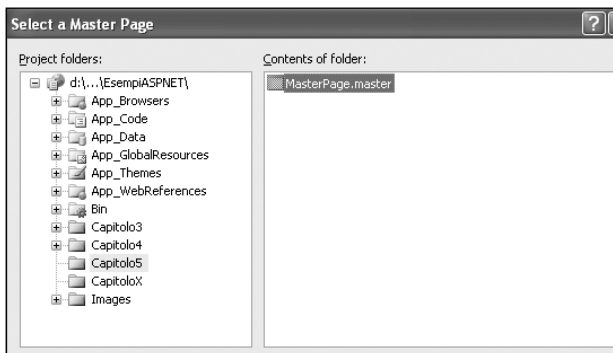 Select a Master Page
?
Project folders:
d:\...\EsempiASPNET\
App_Browsers
App_Code
App_Data
App_GlobalResources
App_Themes
App_WebReferences
Bin
Capitolo3
Capitolo4
Capitolo5
CapitoloX
Images
Contents of folder:
MasterPage.master